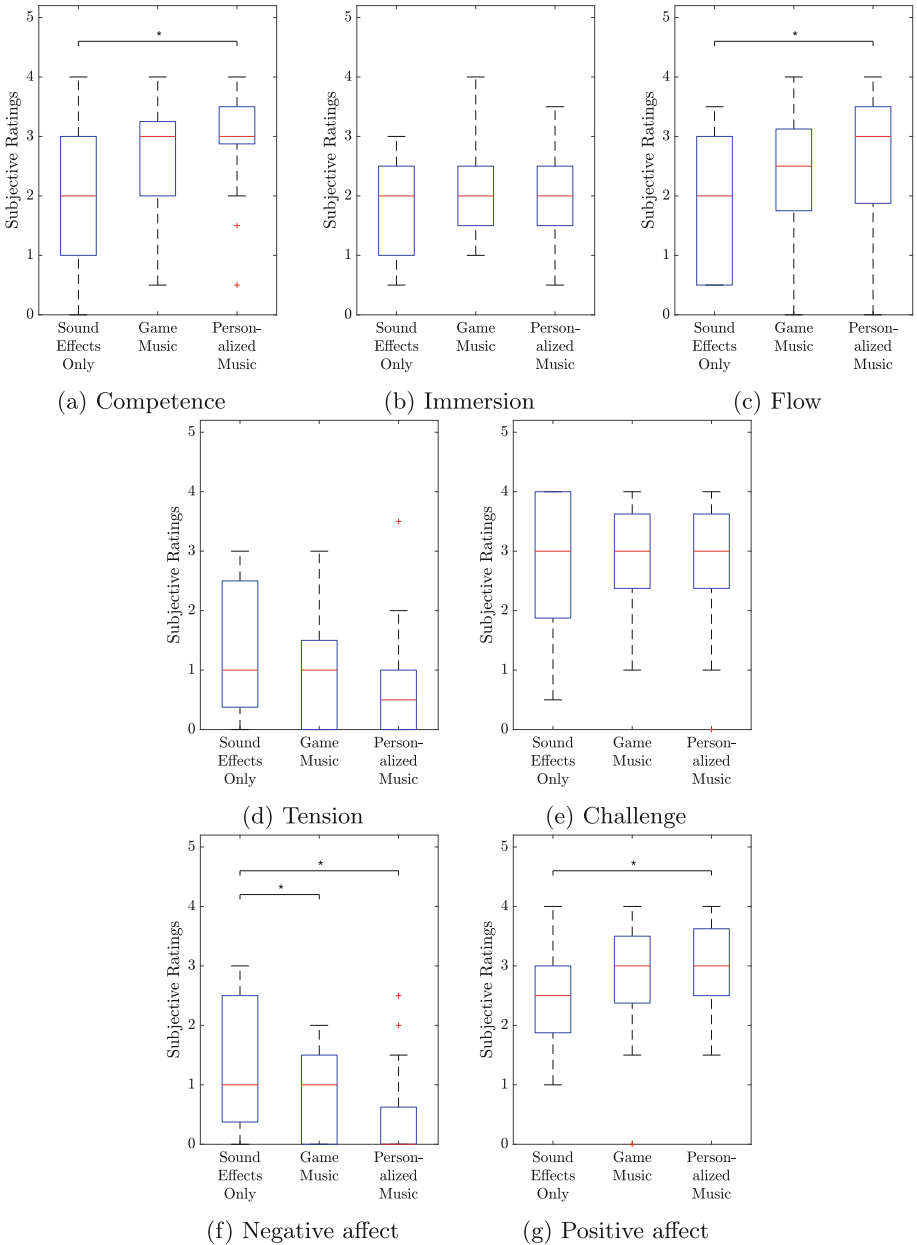 5
4
3
2
1
0
Subjective Ratings
*
Sound
Effects
Only
Game
Music
Person-
alized
Music
(a) Competence
5
4
3
2
1
0
Subjective Ratings
Sound
Effects
Only
Game
Music
Person-
alized
Music
(b) Immersion
5
4
3
2
1
0
Subjective Ratings
*
Sound
Effects
Only
Game
Music
Person-
alized
Music
(c) Flow
5
4
3
2
1
0
Subjective Ratings
Sound
Effects
Only
Game
Music
Person-
alized
Music
(d) Tension
5
4
3
2
1
0
Subjective Ratings
Sound
Effects
Only
Game
Music
Person-
alized
Music
(e) Challenge
5
4
3
2
1
0
Subjective Ratings
*
*
Sound
Effects
Only
Game
Music
Person-
alized
Music
(f) Negative affect
5
4
3
2
1
0
Subjective Ratings
*
Sound
Effects
Only
Game
Music
Person-
alized
Music
(g) Positive affect